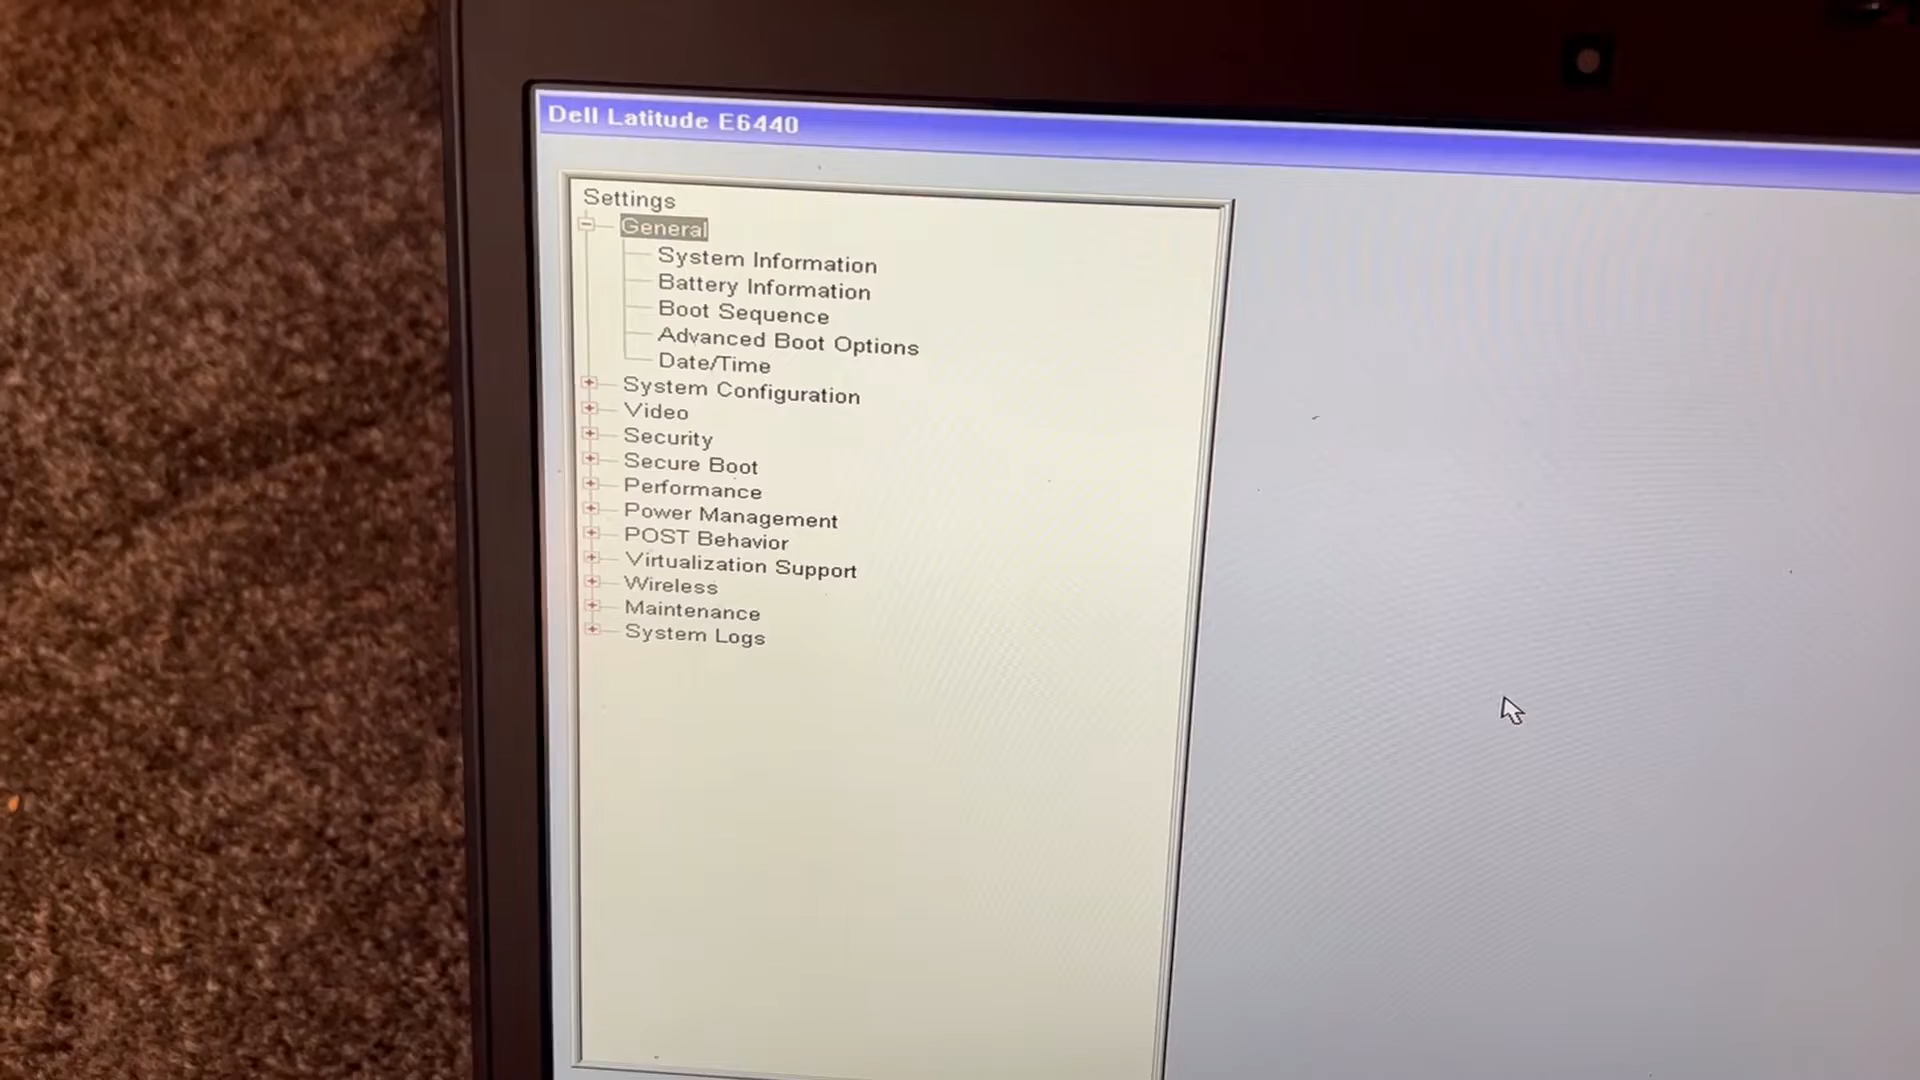 Dell Latitude E6440
Settings
General
System Information
Battery Information
Boot Sequence
Advanced Boot Options
Date/Time
System Configuration
Video
Security
Secure Boot
Performance
Power Management
POST Behavior
Virtualization Support
Wireless
Maintenance
System Logs